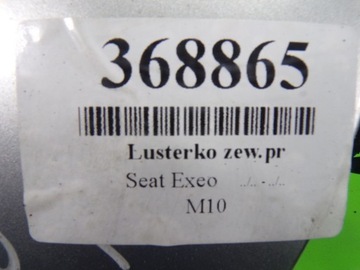 368865
Lusterko zew.pr
Seat Exeo ../.. - ../..
M10